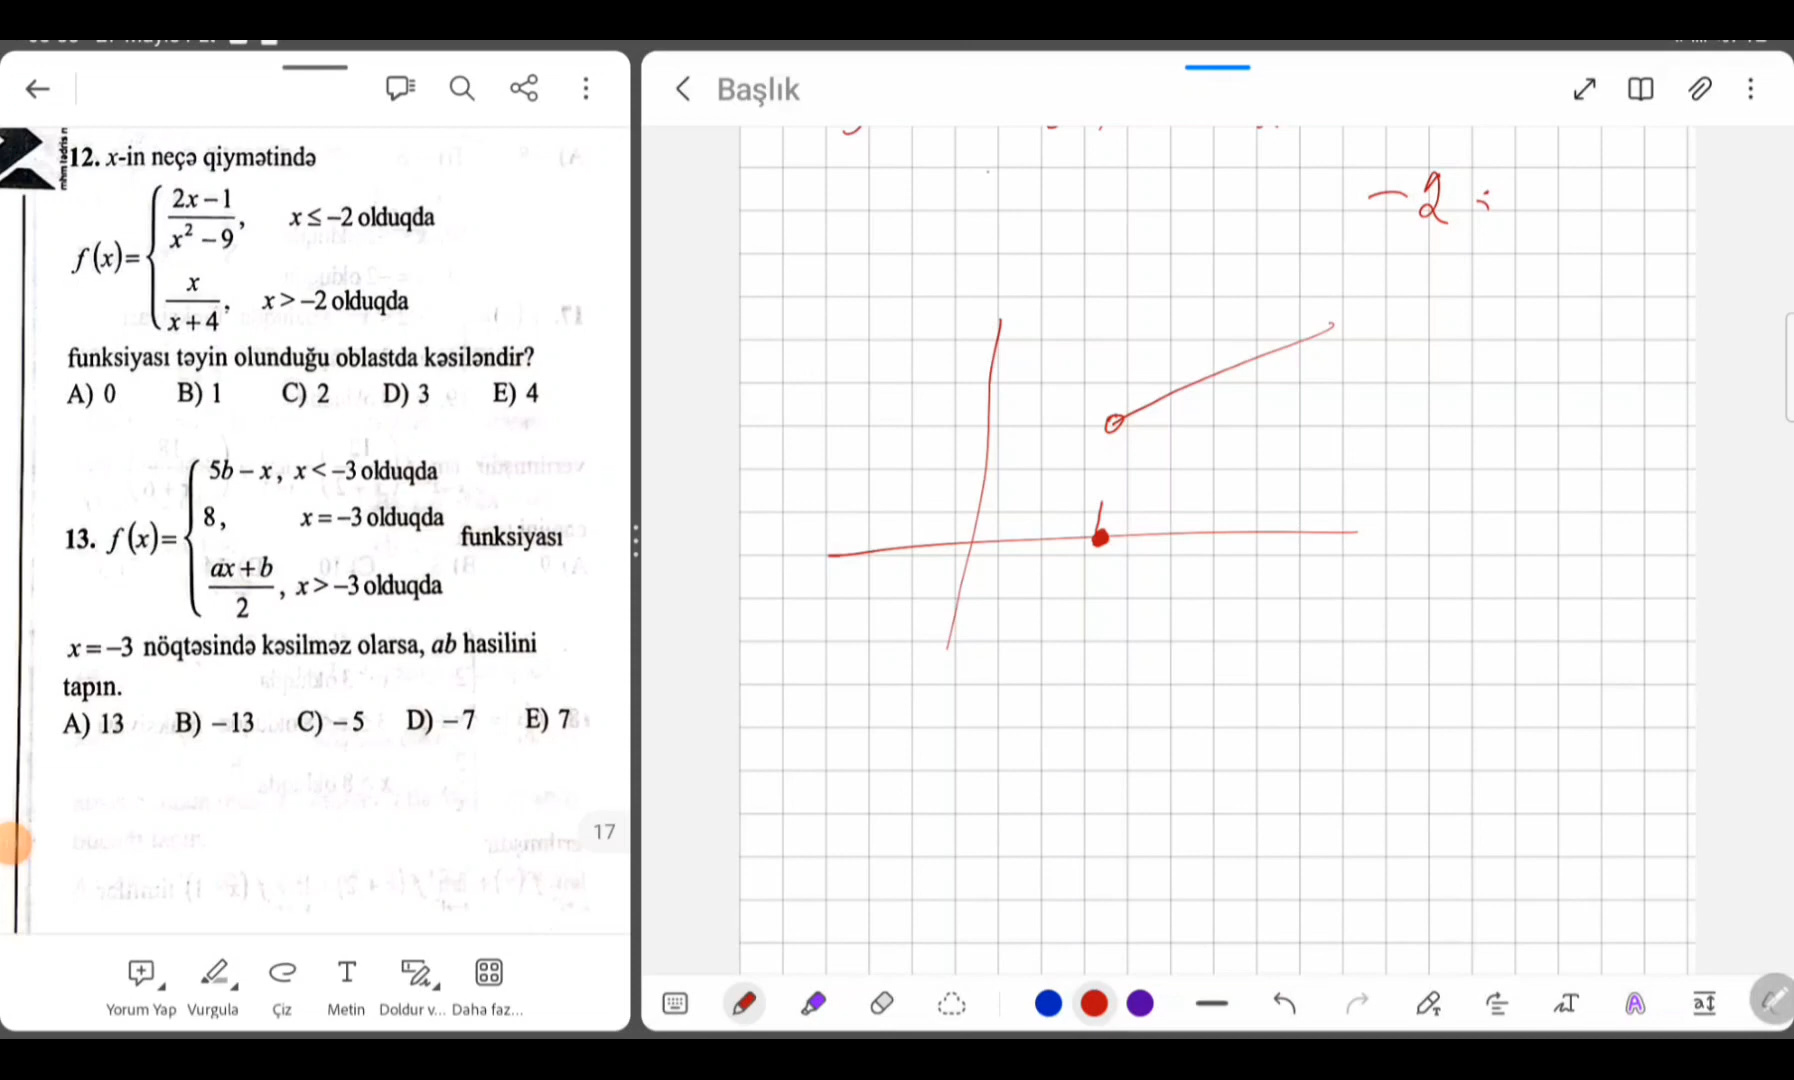 Başlık
12. x-in neçə qiymətində
f(x)= { (2x – 1)/(x² – 9), x ≤ –2 olduqda
x/(x + 4), x > –2 olduqda
funksiyası təyin olunduğu oblastda kəsiləndir?
A) 0 B) 1 C) 2 D) 3 E) 4
13. f(x)= { 5b – x, x < –3 olduqda
8, x = –3 olduqda
(ax + b)/2, x > –3 olduqda
funksiyası
x = –3 nöqtəsində kəsilməz olarsa, ab hasilini
tapın.
A) 13 B) –13 C) –5 D) –7 E) 7
17
Yorum Yap Vurgula Çiz Metin Doldur v... Daha faz...
–2